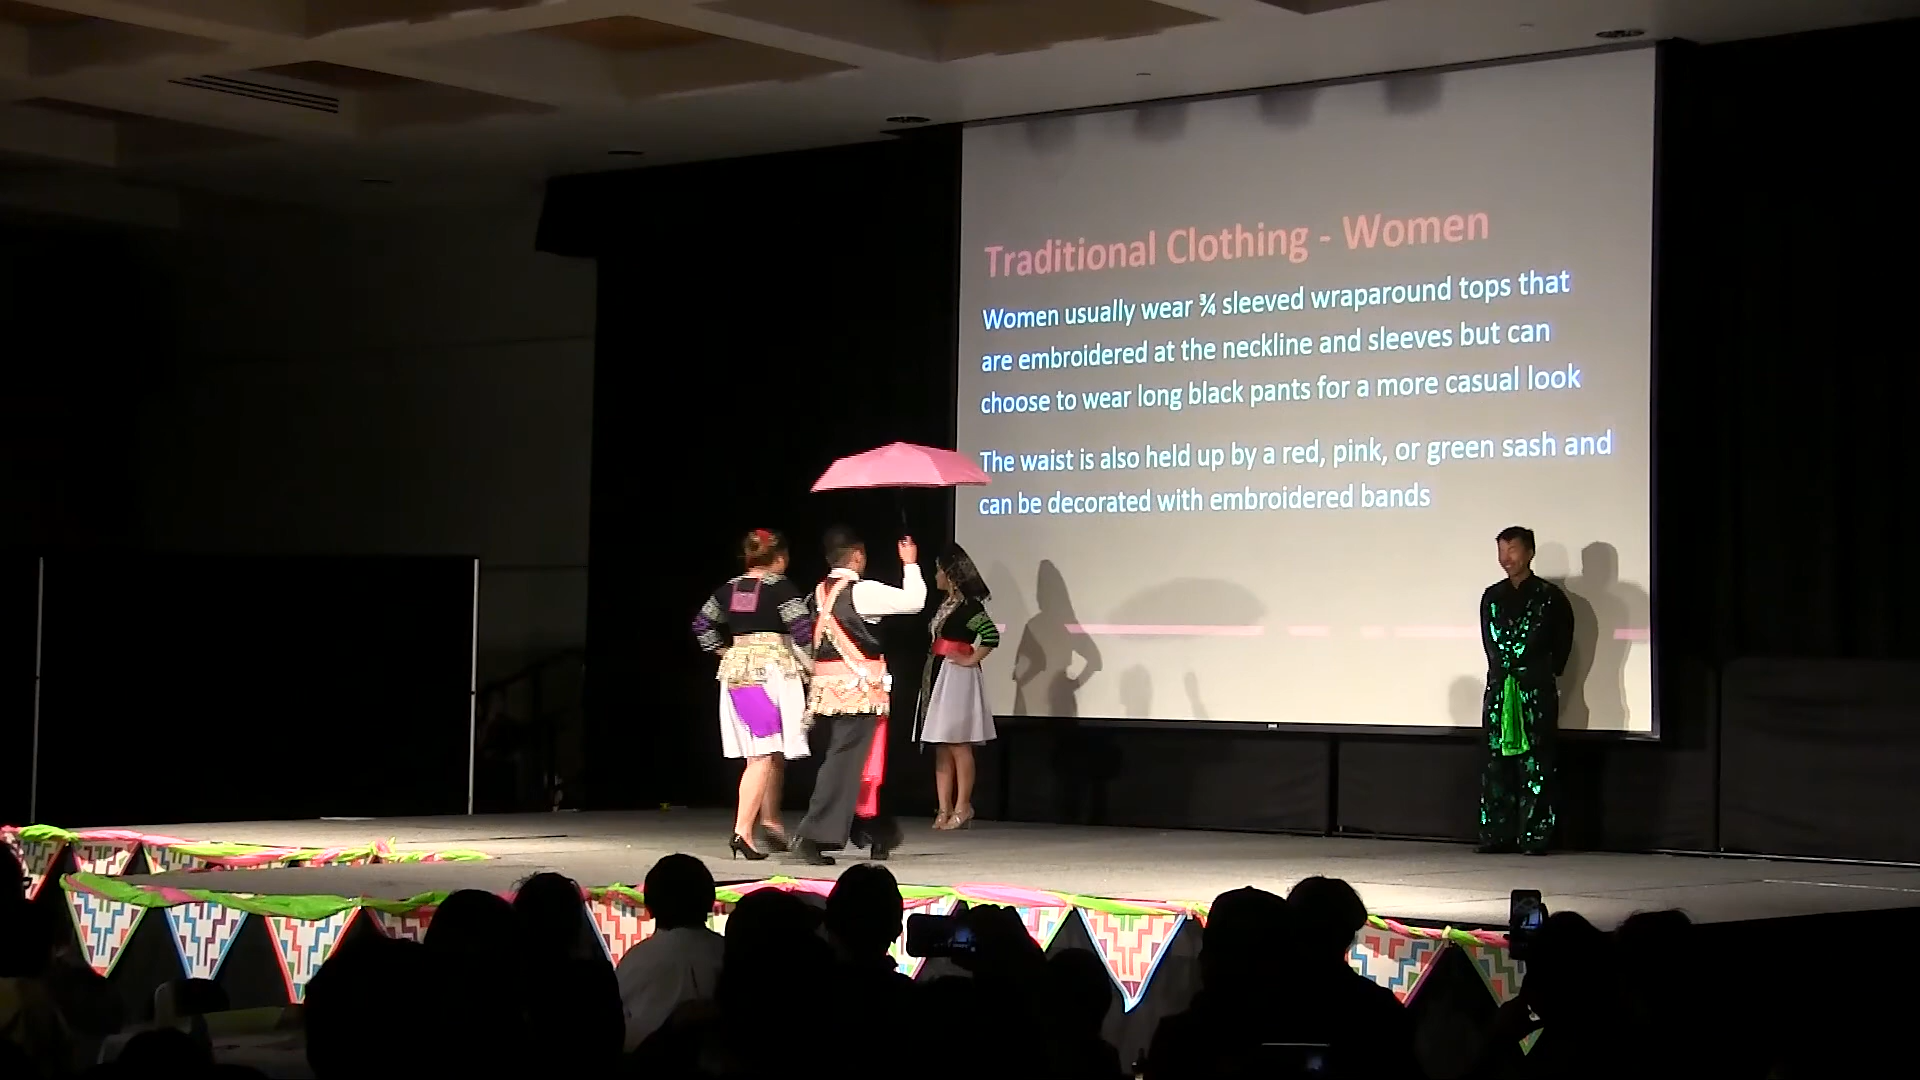 Traditional Clothing - Women
Women usually wear ¾ sleeved wraparound tops that
are embroidered at the neckline and sleeves but can
choose to wear long black pants for a more casual look
The waist is also held up by a red, pink, or green sash and
can be decorated with embroidered bands